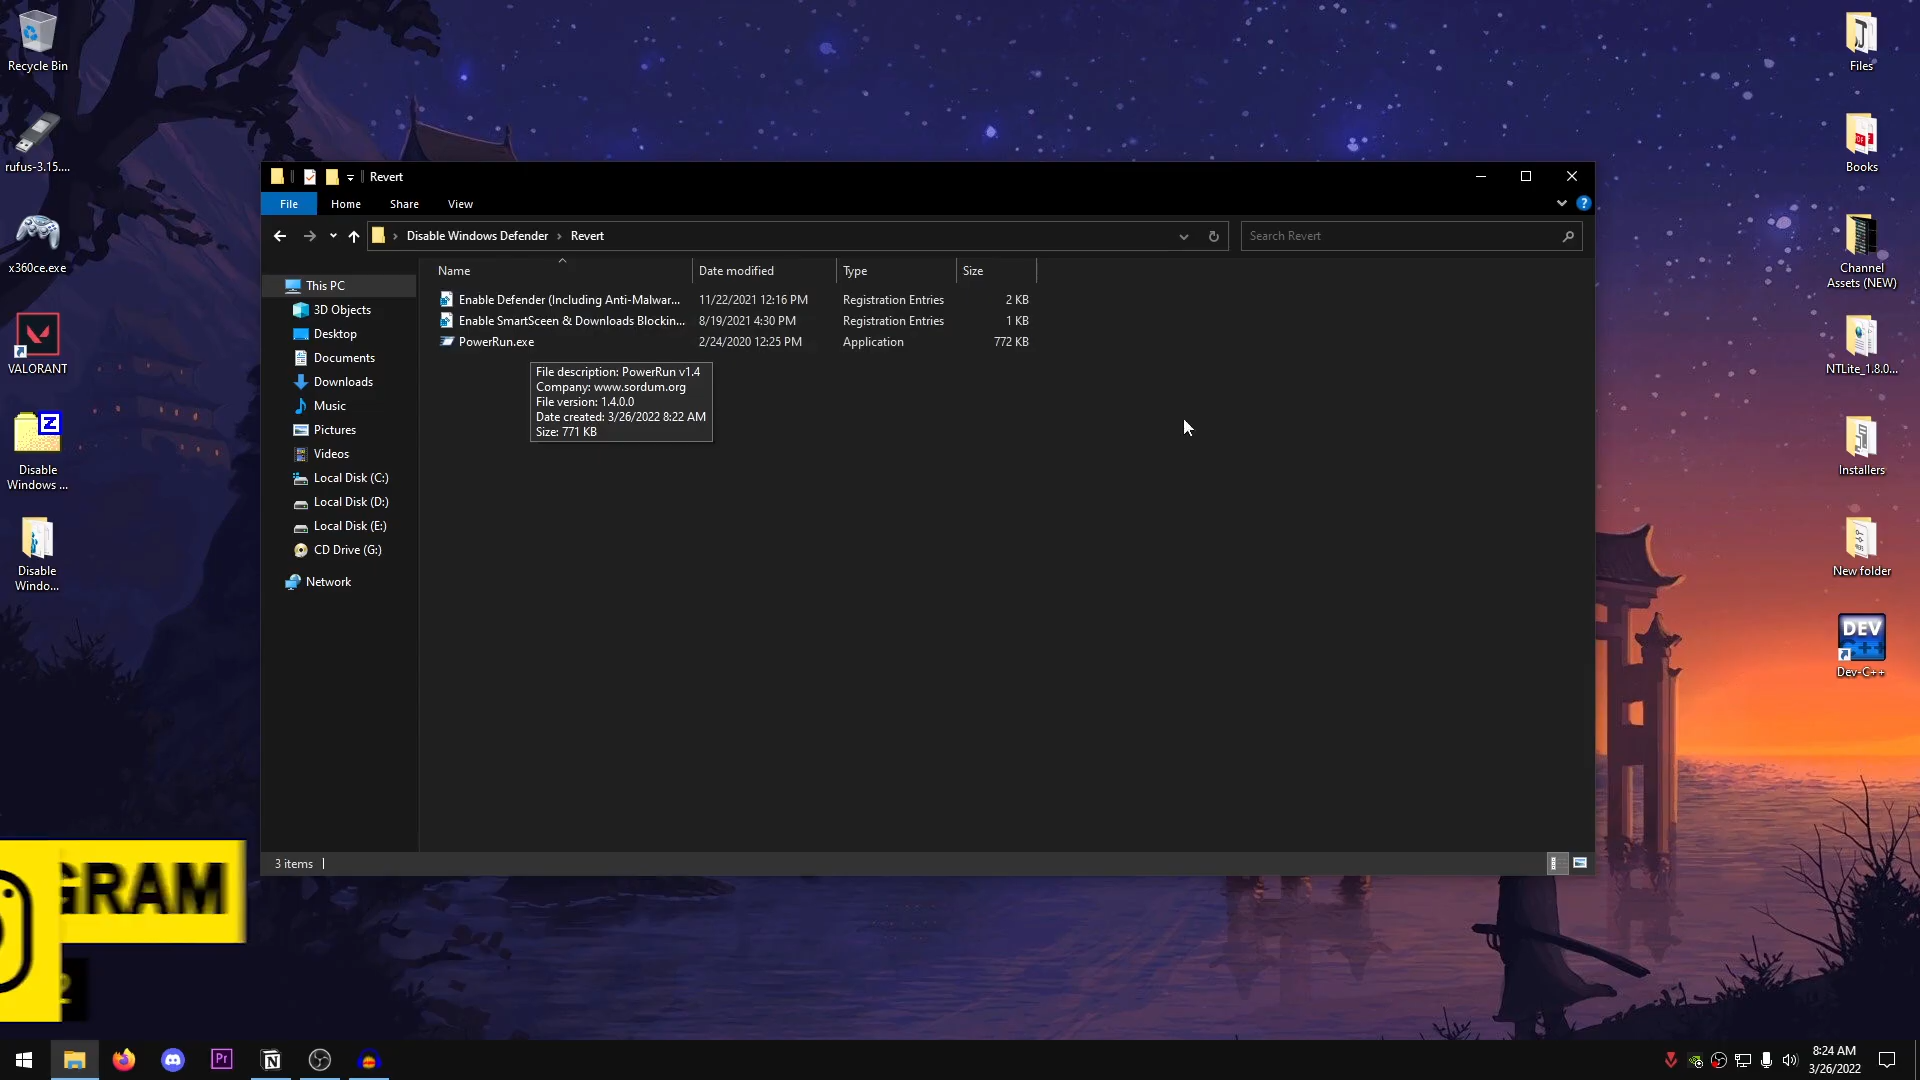 Recycle Bin
rufus-3.15....
x360ce.exe
VALORANT
Disable
Windows ...
Disable
Windo...
Revert
File
Home
Share
View
Disable Windows Defender
Revert
Search Revert
Name
Date modified
Type
Size
Enable Defender (Including Anti-Malwar...
11/22/2021 12:16 PM
Registration Entries
2 KB
Enable SmartSceen & Downloads Blockin...
8/19/2021 4:30 PM
Registration Entries
1 KB
PowerRun.exe
2/24/2020 12:25 PM
Application
772 KB
File description: PowerRun v1.4
Company: www.sordum.org
File version: 1.4.0.0
Date created: 3/26/2022 8:22 AM
Size: 771 KB
This PC
3D Objects
Desktop
Documents
Downloads
Music
Pictures
Videos
Local Disk (C:)
Local Disk (D:)
Local Disk (E:)
CD Drive (G:)
Network
3 items
Files
Books
Channel
Assets (NEW)
NTLite_1.8.0...
Installers
New folder
DEV
C++
Dev-C++
GRAM
2
Pr
8:24 AM
3/26/2022